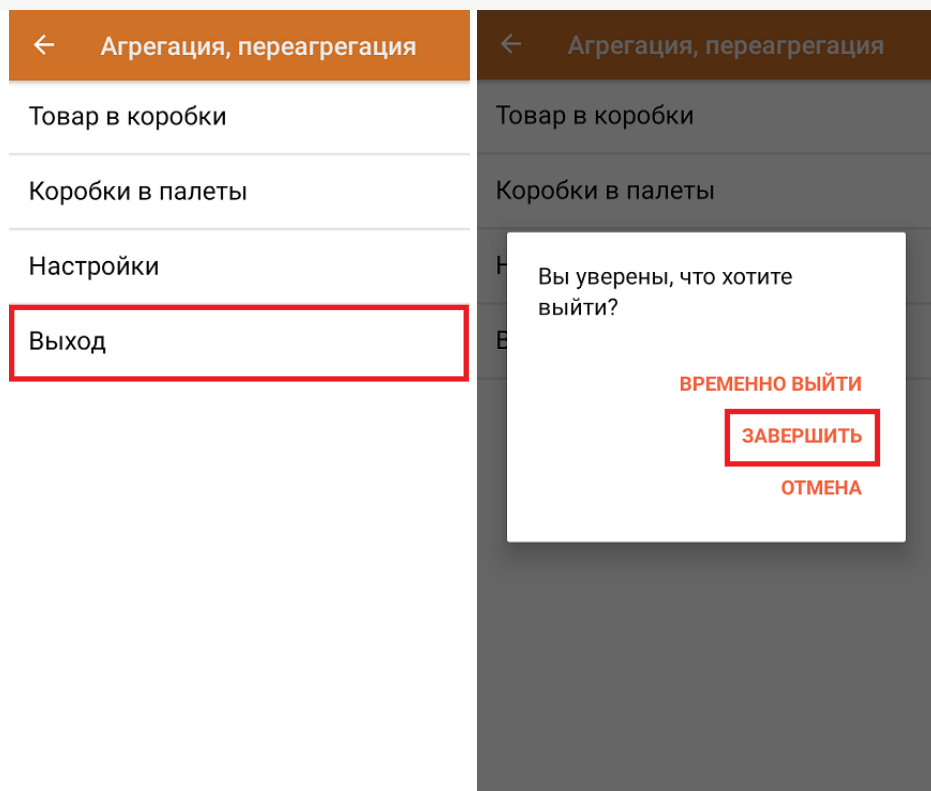 Агрегация, переагрегация
Товар в коробки
Коробки в палеты
Настройки
Выход
Агрегация, переагрегация
Товар в коробки
Коробки в палеты
Вы уверены, что хотите
выйти?
ВРЕМЕННО ВЫЙТИ
ЗАВЕРШИТЬ
ОТМЕНА